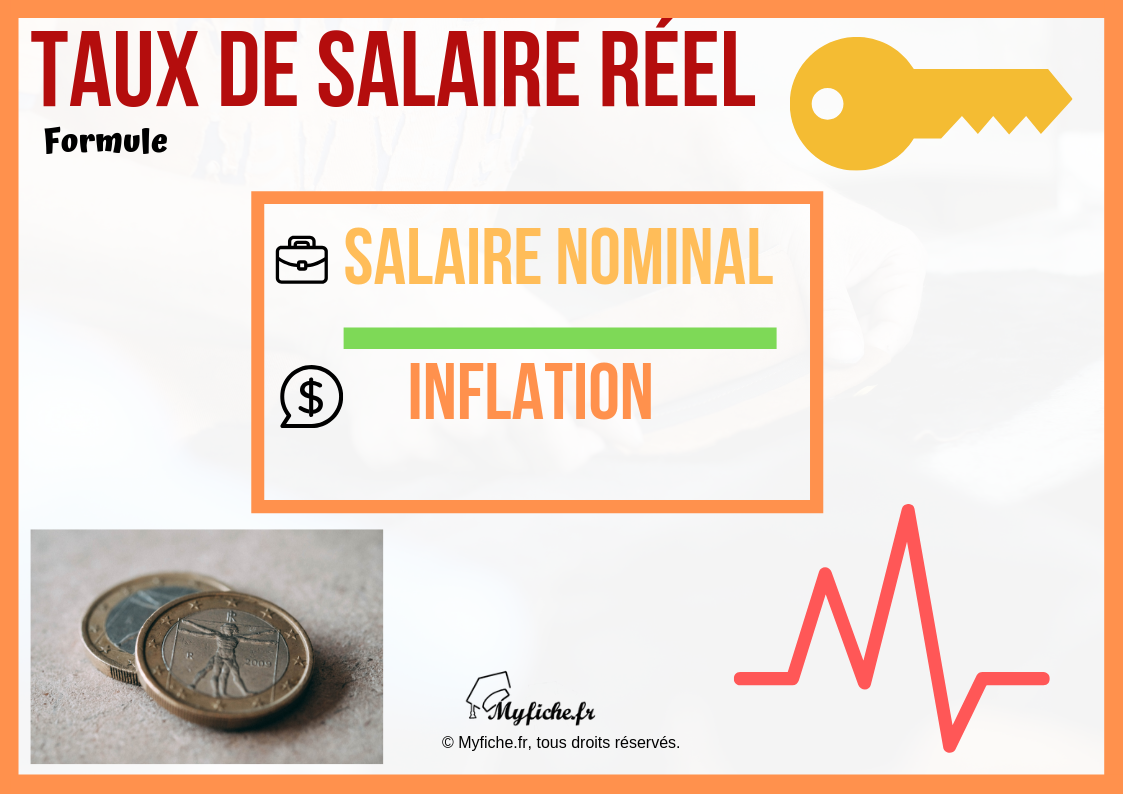 TAUX DE SALAIRE RÉEL
Formule
SALAIRE NOMINAL
$
INFLATION
Myfiche.fr
© Myfiche.fr, tous droits réservés.